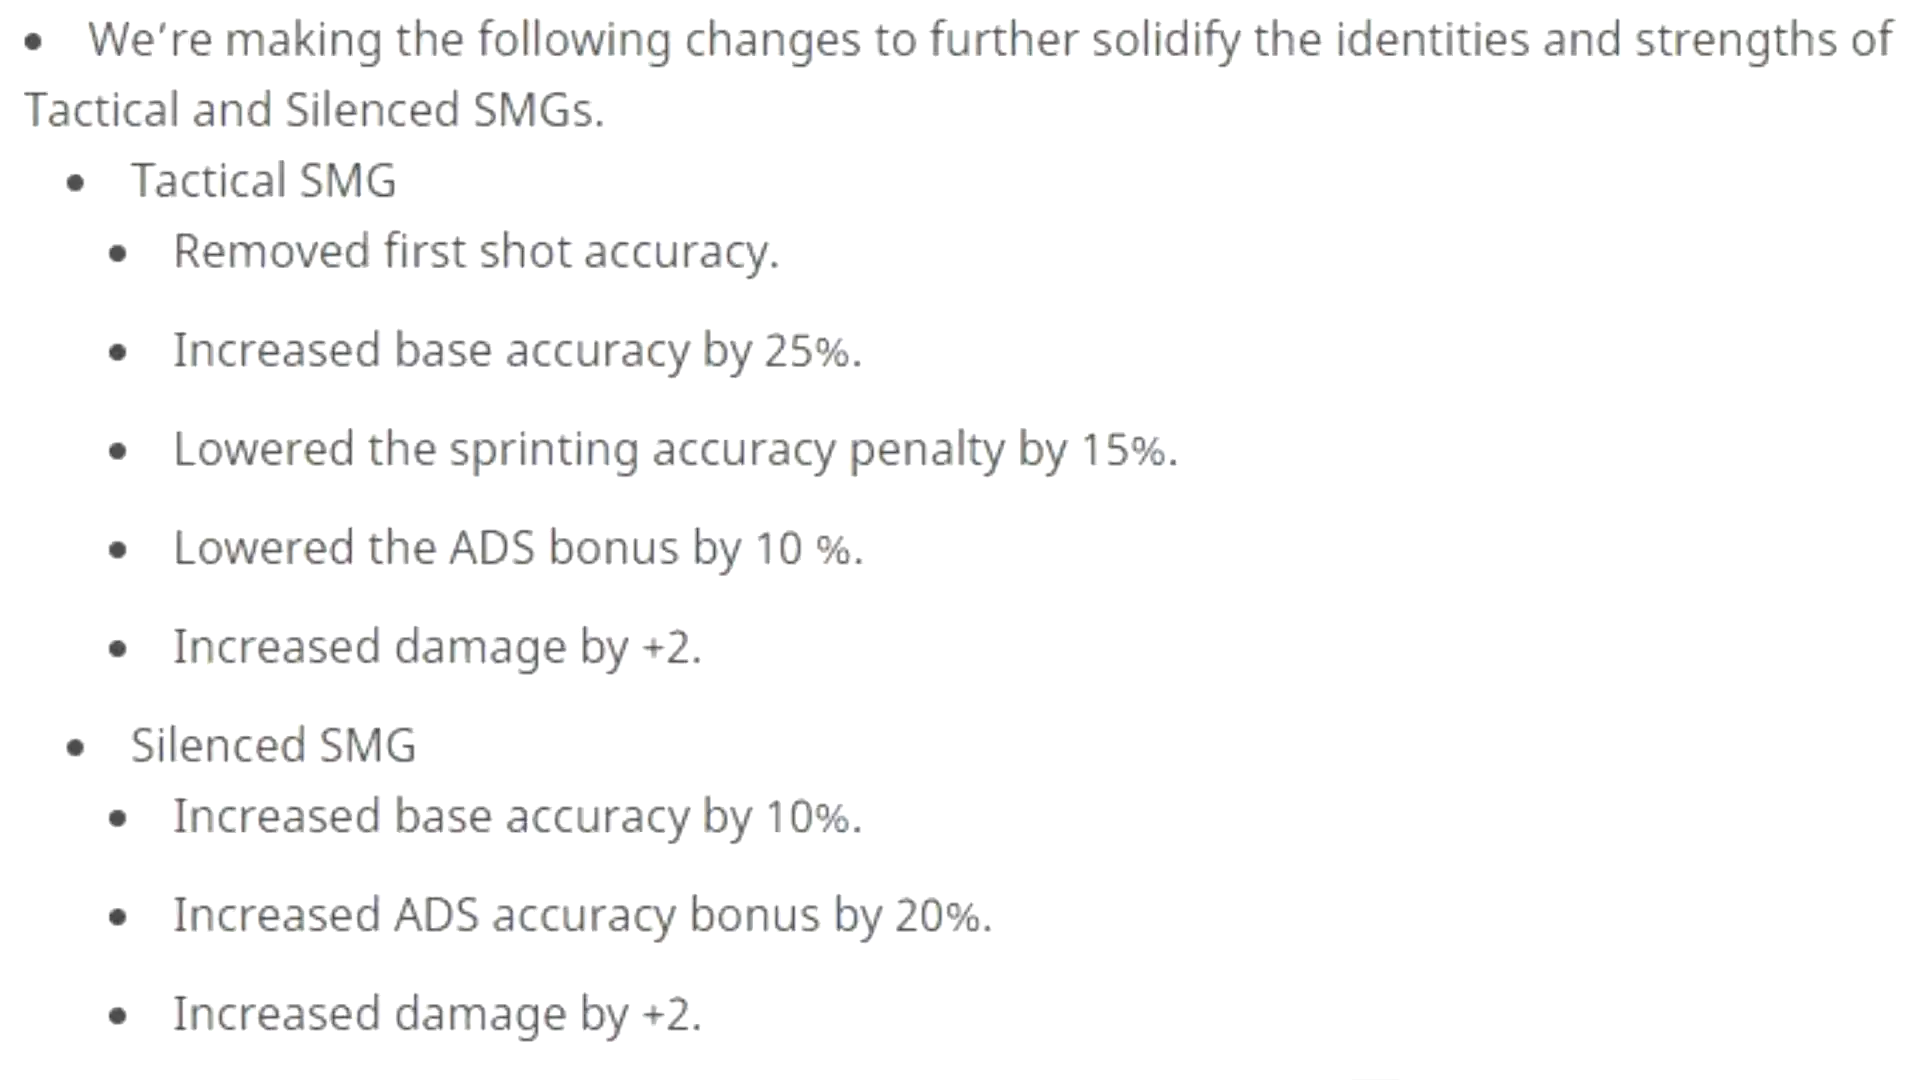 • We’re making the following changes to further solidify the identities and strengths of
Tactical and Silenced SMGs.
• Tactical SMG
• Removed first shot accuracy.
• Increased base accuracy by 25%.
• Lowered the sprinting accuracy penalty by 15%.
• Lowered the ADS bonus by 10 %.
• Increased damage by +2.
• Silenced SMG
• Increased base accuracy by 10%.
• Increased ADS accuracy bonus by 20%.
• Increased damage by +2.